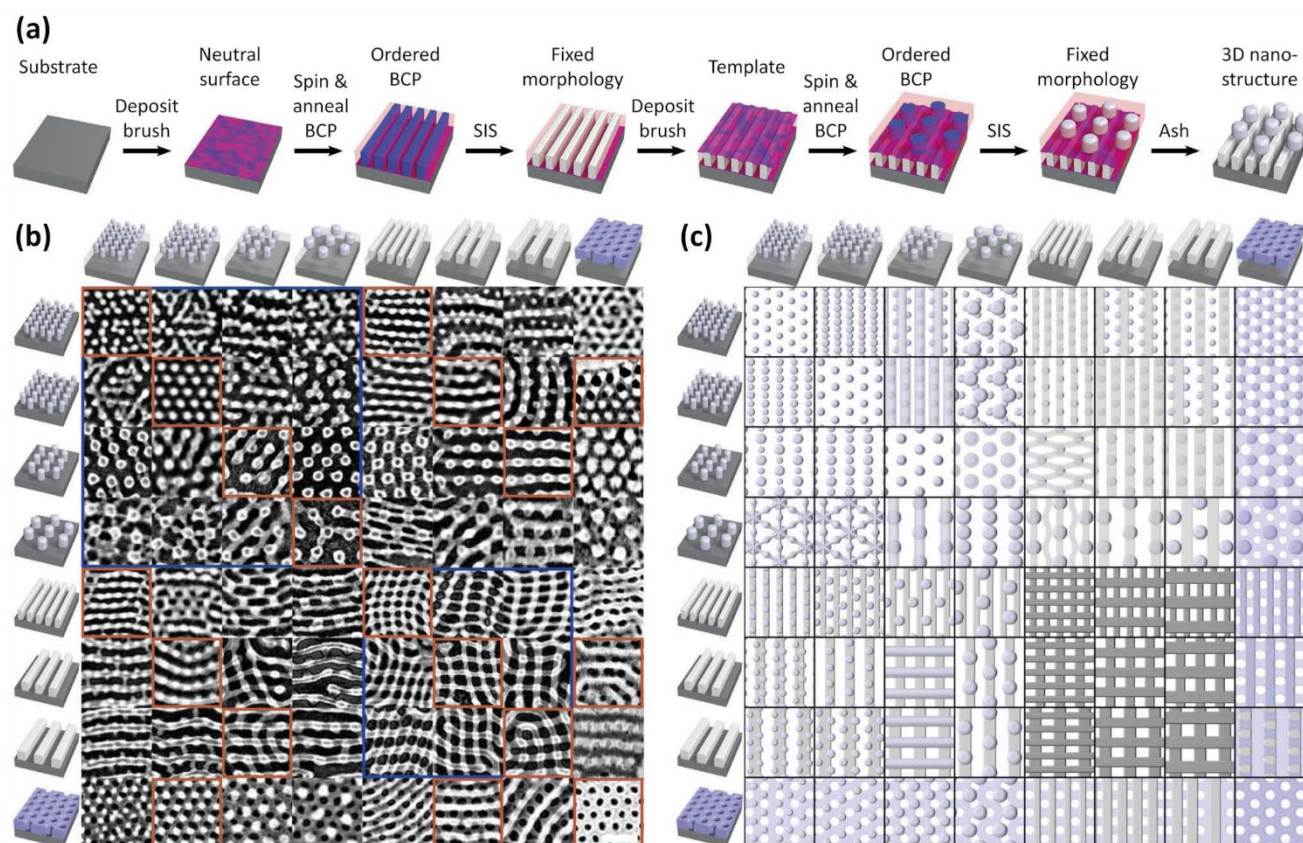 (a)
Substrate
Deposit
brush
Neutral
surface
Spin &
anneal
BCP
Ordered
BCP
SIS
Fixed
morphology
Deposit
brush
Template
Spin &
anneal
BCP
Ordered
BCP
SIS
Fixed
morphology
Ash
3D nano-
structure
(b)
(c)